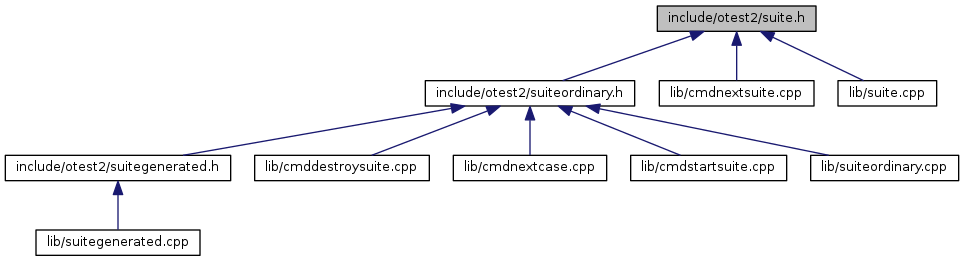 include/otest2/suite.h
include/otest2/suiteordinary.h
lib/cmdnextsuite.cpp
lib/suite.cpp
include/otest2/suitegenerated.h
lib/cmddestroysuite.cpp
lib/cmdnextcase.cpp
lib/cmdstartsuite.cpp
lib/suiteordinary.cpp
lib/suitegenerated.cpp